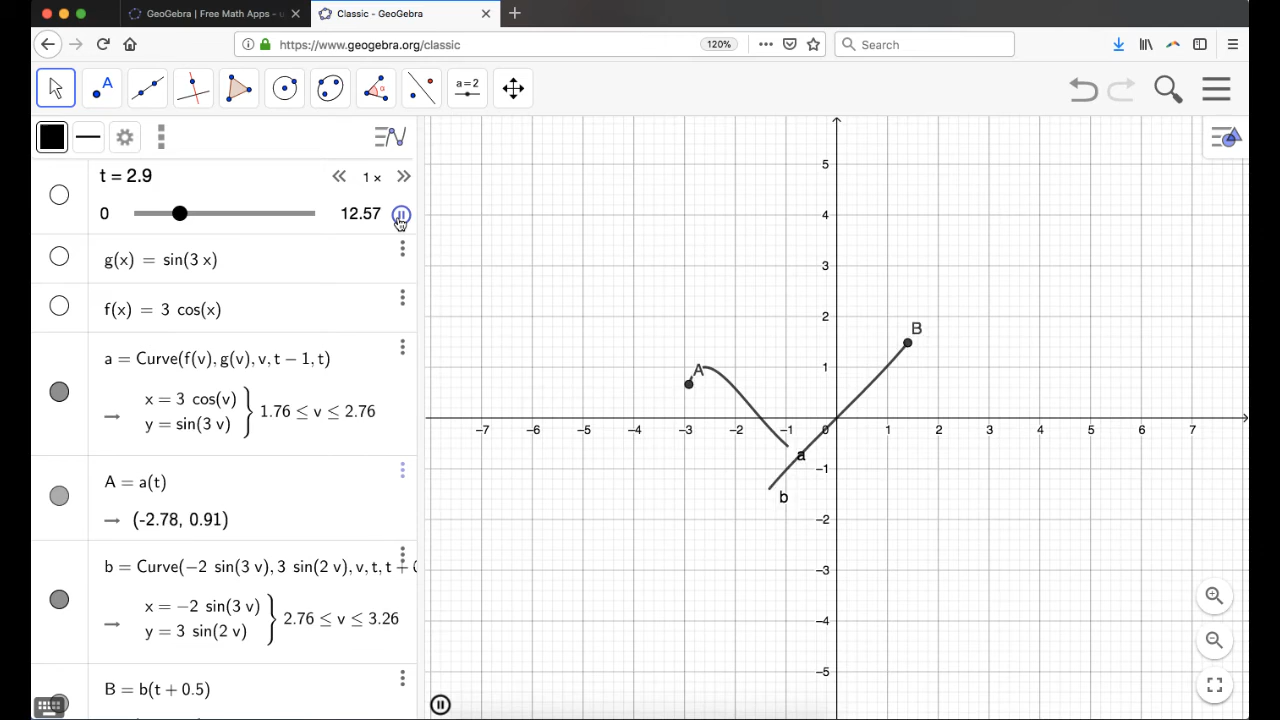 GeoGebra | Free Math Apps - u
Classic - GeoGebra
https://www.geogebra.org/classic
120%
Search
A
α
a=2
t = 2.9
1 ×
0
12.57
g(x) = sin(3 x)
f(x) = 3 cos(x)
a = Curve(f(v), g(v), v, t − 1, t)
x = 3 cos(v)
y = sin(3 v)
1.76 ≤ v ≤ 2.76
A = a(t)
→ (-2.78, 0.91)
b = Curve(−2 sin(3 v), 3 sin(2 v), v, t, t +
x = −2 sin(3 v)
y = 3 sin(2 v)
2.76 ≤ v ≤ 3.26
B = b(t + 0.5)
5
4
3
2
1
−1
−2
−3
−4
−5
−7
−6
−5
−4
−3
−2
−1
0
1
2
3
4
5
6
7
A
B
a
b